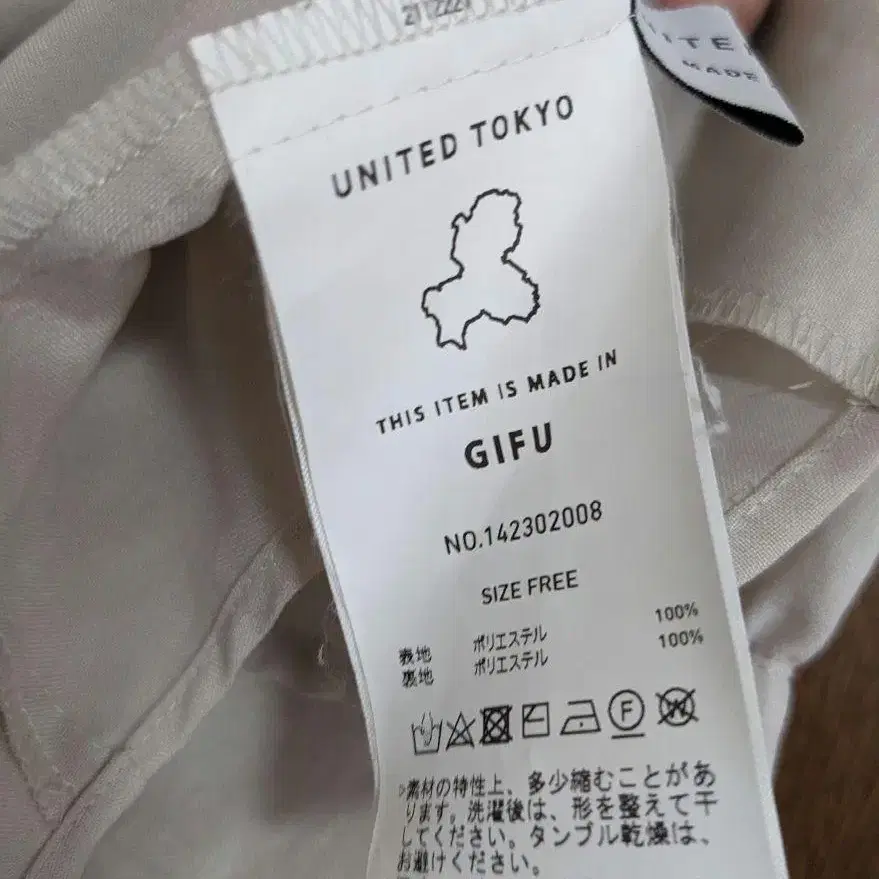 UNITED TOKYO
THIS ITEM IS MADE IN
GIFU
NO.142302008
SIZE FREE
表地 ポリエステル 100%
裏地 ポリエステル 100%
F
W
▷素材の特性上、多少縮むことがあ
ります。洗濯後は、形を整えて干
してください。タンブル乾燥は、
お避けください。
MADE